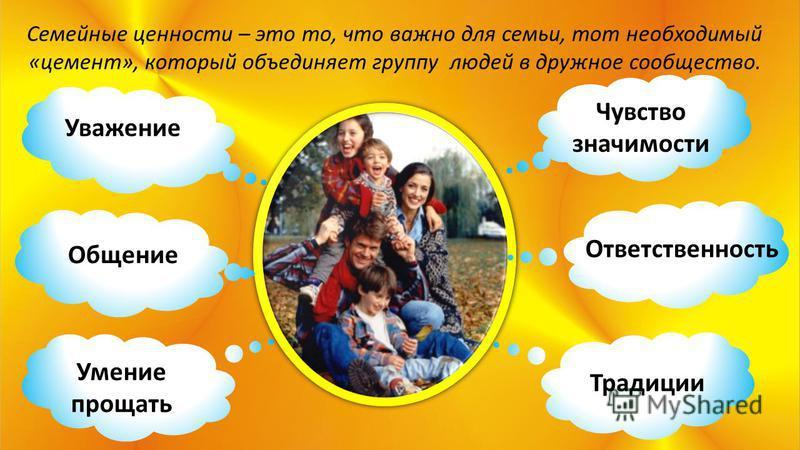 Семейные ценности – это то, что важно для семьи, тот необходимый
«цемент», который объединяет группу людей в дружное сообщество.
Уважение
Чувство
значимости
Общение
Ответственность
Умение
прощать
Традиции
MyShared